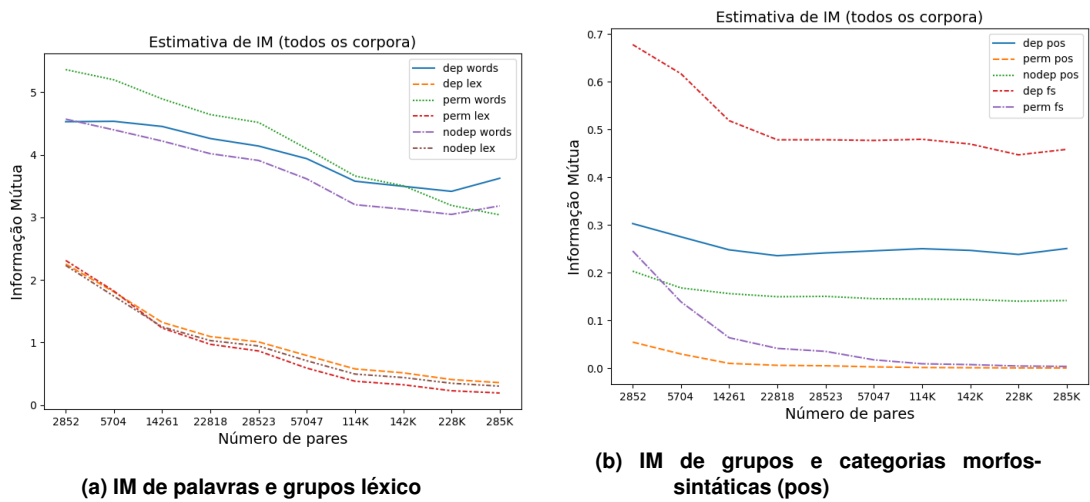 Estimativa de IM (todos os corpora)
dep words
dep lex
perm words
perm lex
nodep words
nodep lex
Informação Mútua
5
4
3
2
1
0
2852 5704 14261 22818 28523 57047 114K 142K 228K 285K
Número de pares
(a) IM de palavras e grupos léxico
Estimativa de IM (todos os corpora)
dep pos
perm pos
nodep pos
dep fs
perm fs
Informação Mútua
0.7
0.6
0.5
0.4
0.3
0.2
0.1
0.0
2852 5704 14261 22818 28523 57047 114K 142K 228K 285K
Número de pares
(b) IM de grupos e categorias morfos-
sintáticas (pos)